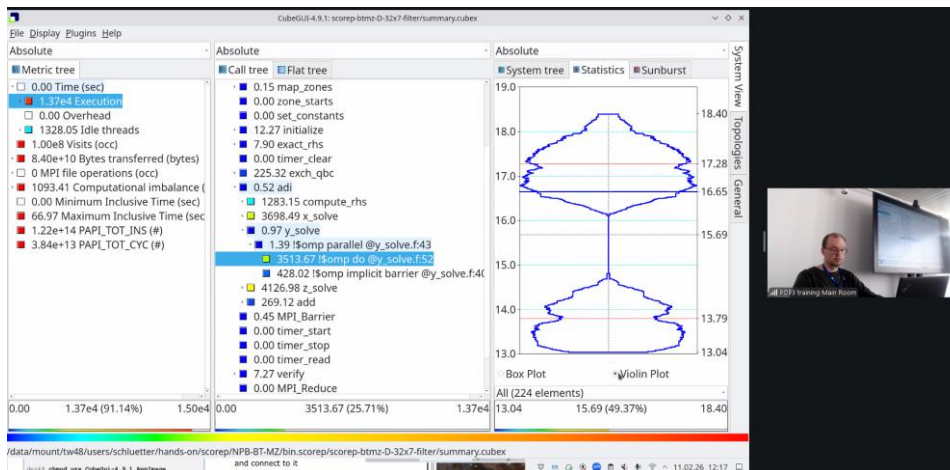 CubeGUI-4.9.1: scorep-btmz-D-32x7-filter/summary.cubex
File Display Plugins Help
Absolute
Absolute
Absolute
Metric tree
0.00 Time (sec)
1.37e4 Execution
0.00 Overhead
1328.05 Idle threads
1.00e8 Visits (occ)
8.40e+10 Bytes transferred (bytes)
0 MPI file operations (occ)
1093.41 Computational imbalance (
0.00 Minimum Inclusive Time (sec)
66.97 Maximum Inclusive Time (sec
1.22e+14 PAPI_TOT_INS (#)
3.84e+13 PAPI_TOT_CYC (#)
0.00 1.37e4 (91.14%) 1.50e4
Call tree Flat tree
0.15 map_zones
0.00 zone_starts
0.00 set_constants
12.27 initialize
7.90 exact_rhs
0.00 timer_clear
225.32 exch_qbc
0.52 adi
1283.15 compute_rhs
3698.49 x_solve
0.97 y_solve
1.39 !$omp parallel @y_solve.f:43
3513.67 !$omp do @y_solve.f:52
428.02 !$omp implicit barrier @y_solve.f:40
4126.98 z_solve
269.12 add
0.45 MPI_Barrier
0.00 timer_start
0.00 timer_stop
0.00 timer_read
7.27 verify
0.00 MPI_Reduce
0.00 3513.67 (25.71%) 1.37e4
System tree Statistics Sunburst
19.0
18.0
17.0
16.0
15.0
14.0
13.0
18.40
17.28
16.65
15.69
13.79
13.04
Box Plot Violin Plot
All (224 elements)
13.04 15.69 (49.37%) 18.40
System View
Topologies
General
/data/mount/tw48/users/schluetter/hands-on/scorep/NPB-BT-MZ/bin.scorep/scorep-btmz-D-32x7-filter/summary.cubex
and connect to it
11.02.26 12:17
training Main Room